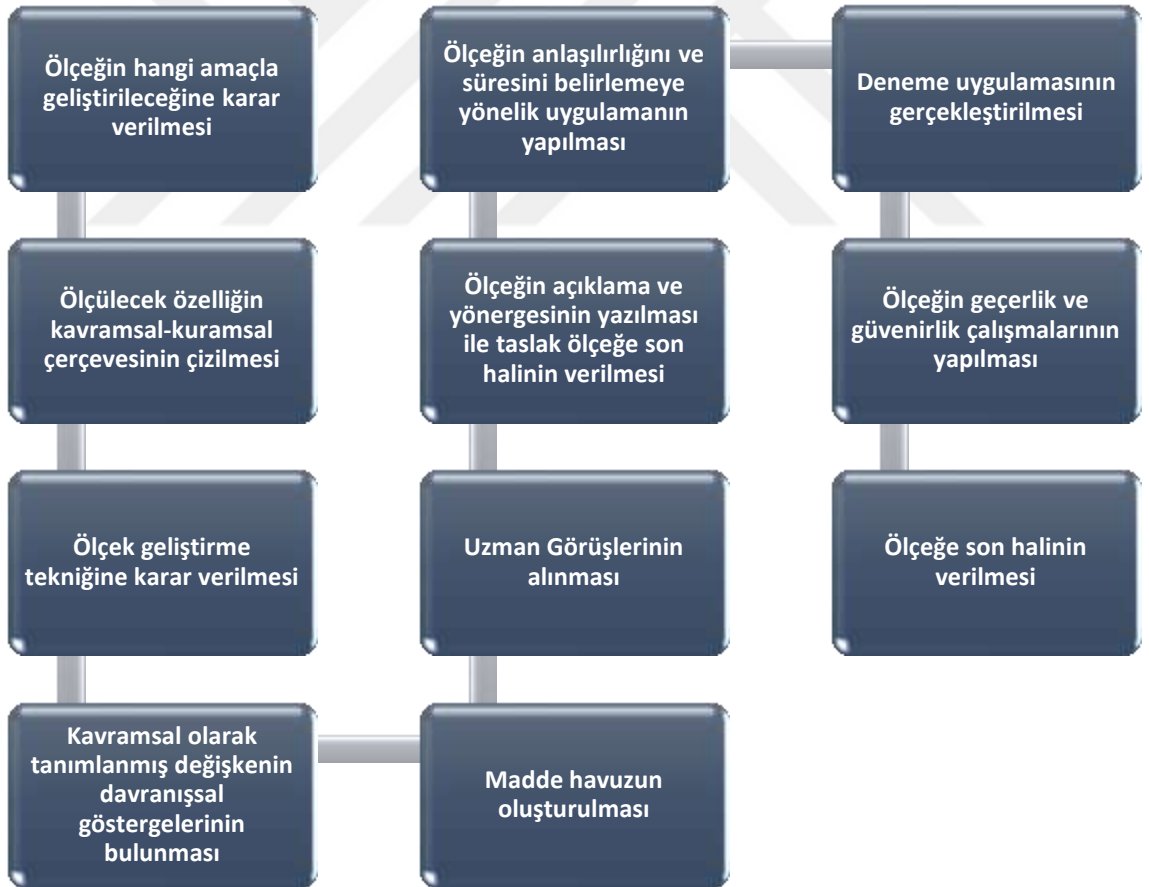 Ölçeğin hangi amaçla
geliştirileceğine karar
verilmesi
Ölçülecek özelliğin
kavramsal-kuramsal
çerçevesinin çizilmesi
Ölçek geliştirme
tekniğine karar verilmesi
Kavramsal olarak
tanımlanmış değişkenin
davranışsal
göstergelerinin
bulunması
Madde havuzun
oluşturulması
Uzman Görüşlerinin
alınması
Ölçeğin açıklama ve
yönergesinin yazılması
ile taslak ölçeğe son
halinin verilmesi
Ölçeğin anlaşılırlığını ve
süresini belirlemeye
yönelik uygulamanın
yapılması
Deneme uygulamasının
gerçekleştirilmesi
Ölçeğin geçerlik ve
güvenirlik çalışmalarının
yapılması
Ölçeğe son halinin
verilmesi